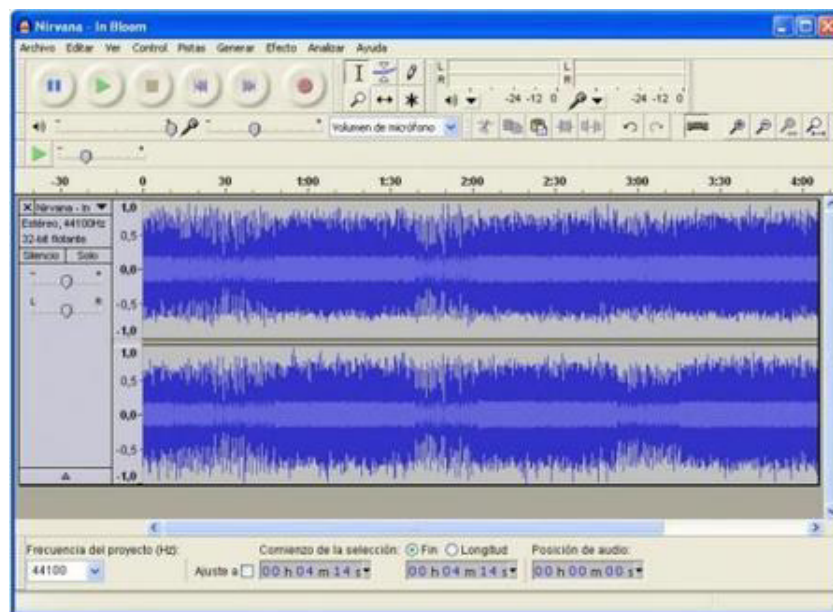 Nirvana - In Bloom
Archivo Editar Ver Control Pistas Generar Efecto Analizar Ayuda
L
R
-24 -12 0
L
R
-24 -12 0
Volumen de micrófono
-30 0 30 1:00 1:30 2:00 2:30 3:00 3:30 4:00
X Nirvana - In
Estéreo, 44100Hz
32-bit flotante
Silencio Solo
- +
L R
1,0
0,5
0,0
-0,5
-1,0
1,0
0,5
0,0
-0,5
-1,0
Frecuencia del proyecto (Hz): Comienzo de la selección: Fin Longitud Posición de audio:
44100 Ajuste a 00 h 04 m 14 s 00 h 04 m 14 s 00 h 00 m 00 s